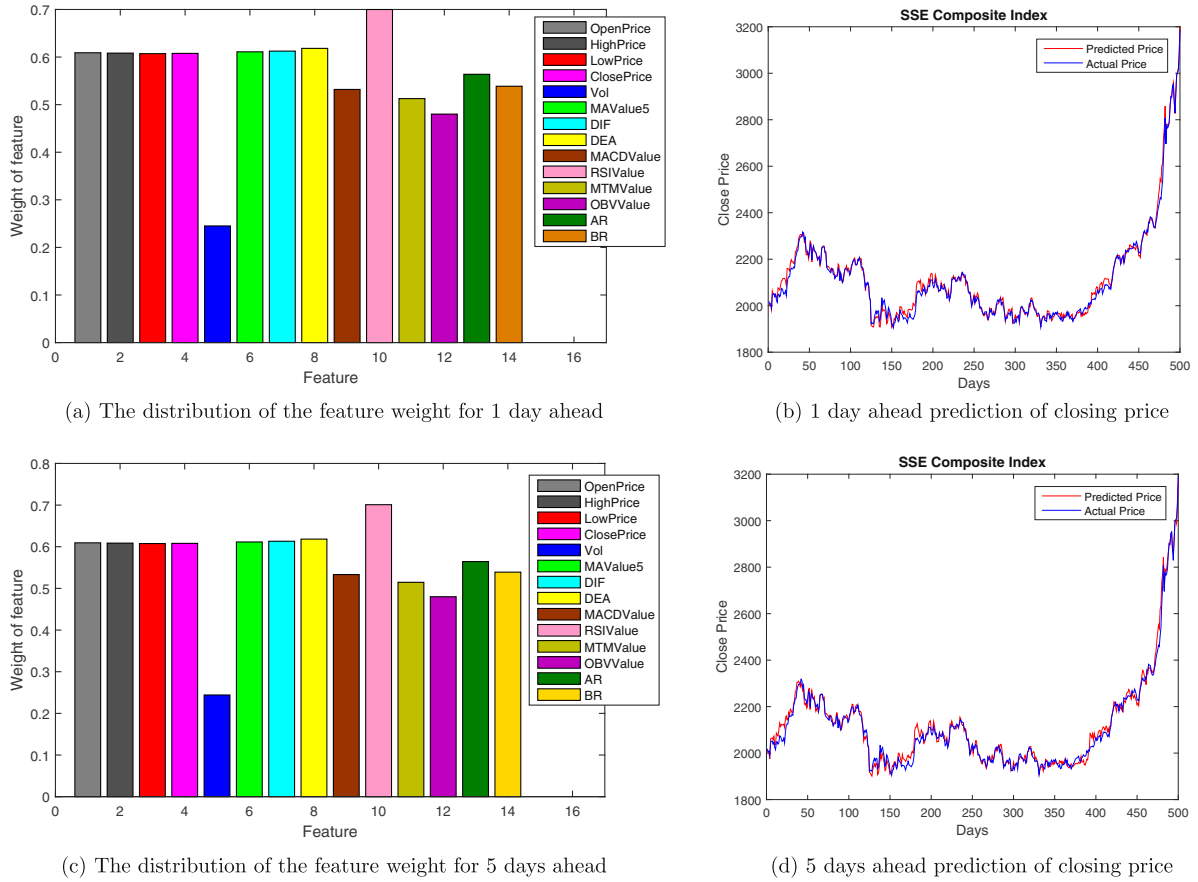 0.7
0.6
0.5
0.4
0.3
0.2
0.1
0
Weight of feature
0 2 4 6 8 10 12 14 16
Feature
OpenPrice
HighPrice
LowPrice
ClosePrice
Vol
MAValue5
DIF
DEA
MACDValue
RSIValue
MTMValue
OBVValue
AR
BR
(a) The distribution of the feature weight for 1 day ahead
SSE Composite Index
3200
3000
2800
2600
2400
2200
2000
1800
Close Price
0 50 100 150 200 250 300 350 400 450 500
Days
Predicted Price
Actual Price
(b) 1 day ahead prediction of closing price
0.8
0.7
0.6
0.5
0.4
0.3
0.2
0.1
0
Weight of feature
0 2 4 6 8 10 12 14 16
Feature
OpenPrice
HighPrice
LowPrice
ClosePrice
Vol
MAValue5
DIF
DEA
MACDValue
RSIValue
MTMValue
OBVValue
AR
BR
(c) The distribution of the feature weight for 5 days ahead
SSE Composite Index
3200
3000
2800
2600
2400
2200
2000
1800
Close Price
0 50 100 150 200 250 300 350 400 450 500
Days
Predicted Price
Actual Price
(d) 5 days ahead prediction of closing price